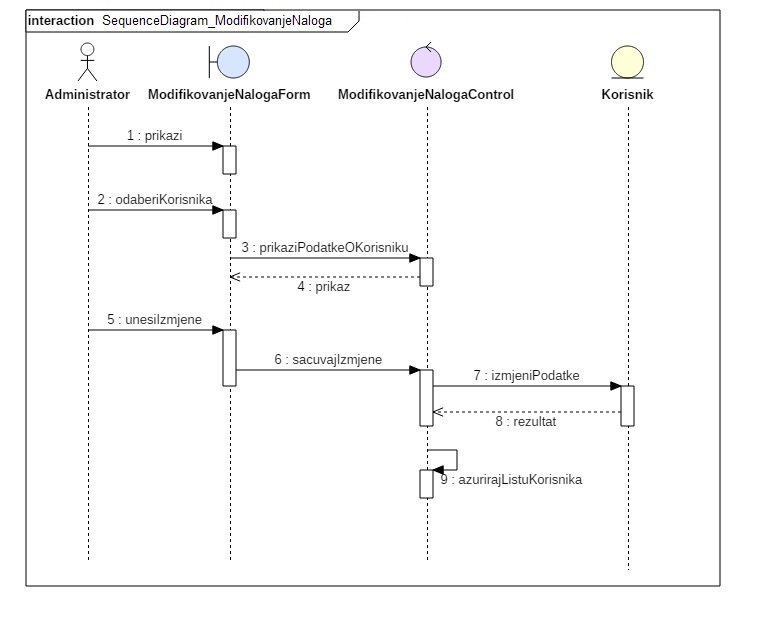 interaction SequenceDiagram_ModifikovanjeNaloga
Administrator ModifikovanjeNalogaForm ModifikovanjeNalogaControl Korisnik
1 : prikazi
2 : odaberiKorisnika
3 : prikaziPodatkeOKorisniku
4 : prikaz
5 : unesiIzmjene
6 : sacuvajIzmjene
7 : izmjeniPodatke
8 : rezultat
9 : azurirajListuKorisnika